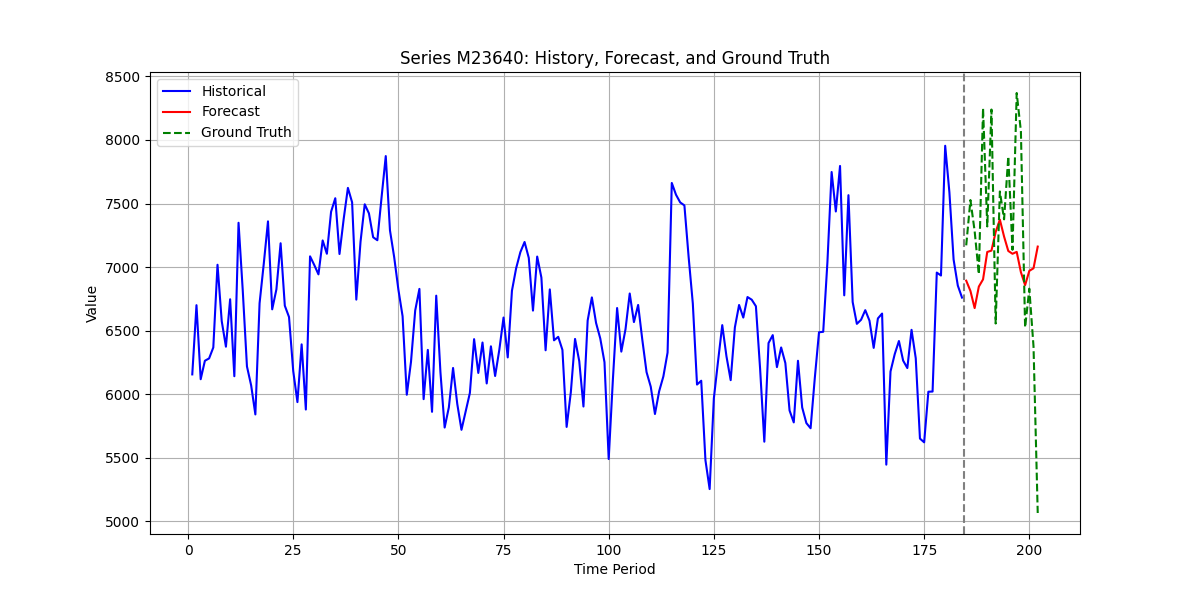 Series M23640: History, Forecast, and Ground Truth
Historical
Forecast
Ground Truth
8500
8000
7500
7000
6500
6000
5500
5000
Value
0 25 50 75 100 125 150 175 200
Time Period